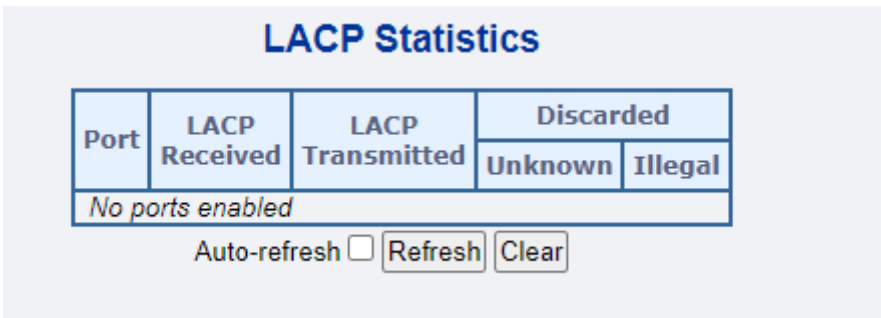 LACP Statistics
Port LACP Received LACP Transmitted Discarded
Unknown Illegal
No ports enabled
Auto-refresh Refresh Clear